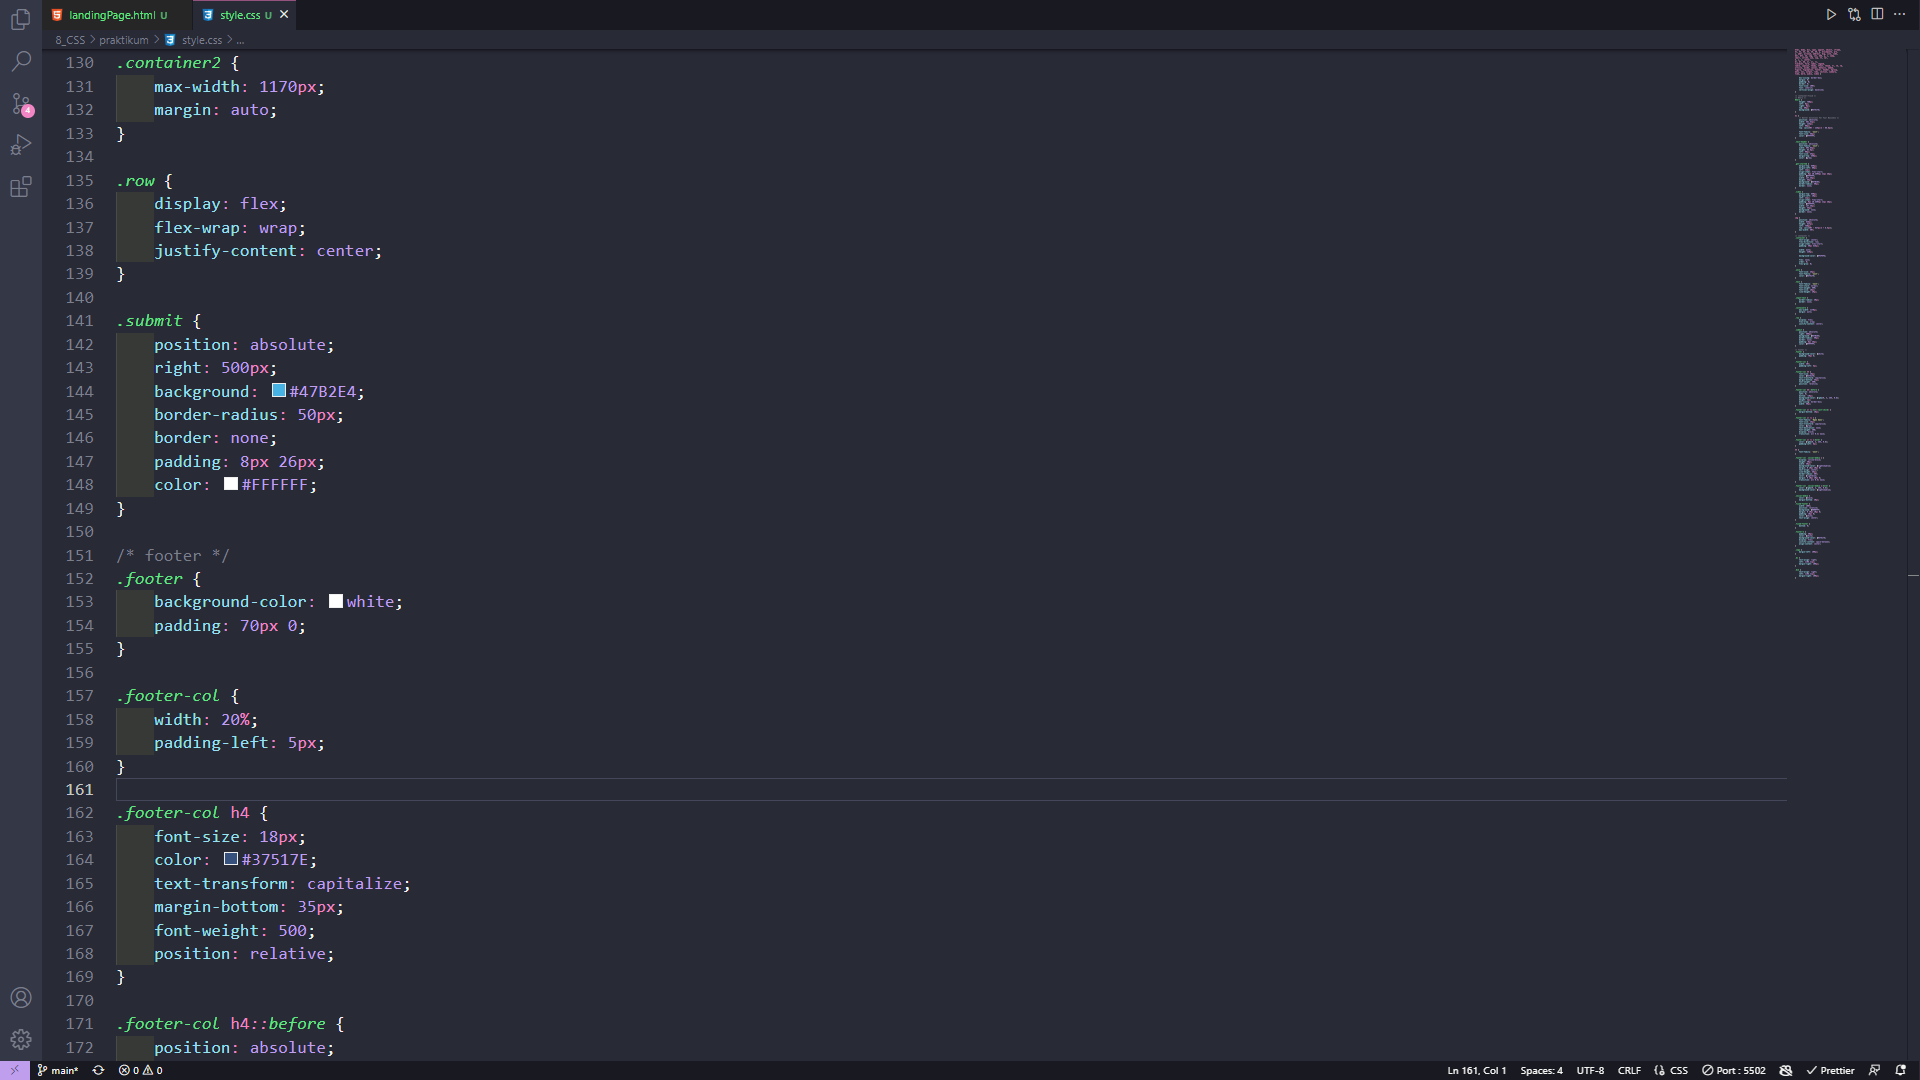 landingPage.html U
style.css U
8_CSS > praktikum > style.css > ...
130 .container2 {
131 max-width: 1170px;
132 margin: auto;
133 }
134
135 .row {
136 display: flex;
137 flex-wrap: wrap;
138 justify-content: center;
139 }
140
141 .submit {
142 position: absolute;
143 right: 500px;
144 background: #47B2E4;
145 border-radius: 50px;
146 border: none;
147 padding: 8px 26px;
148 color: #FFFFFF;
149 }
150
151 /* footer */
152 .footer {
153 background-color: white;
154 padding: 70px 0;
155 }
156
157 .footer-col {
158 width: 20%;
159 padding-left: 5px;
160 }
161
162 .footer-col h4 {
163 font-size: 18px;
164 color: #37517E;
165 text-transform: capitalize;
166 margin-bottom: 35px;
167 font-weight: 500;
168 position: relative;
169 }
170
171 .footer-col h4::before {
172 position: absolute;
4
main* 0 0 Ln 161, Col 1 Spaces: 4 UTF-8 CRLF CSS Port : 5502 Prettier